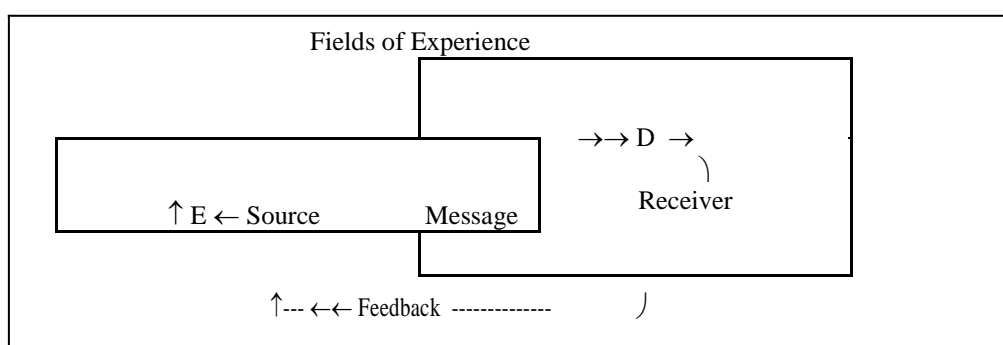 Fields of Experience
→→ D →
Receiver
↑ E ← Source Message
↑--- ←← Feedback --------------